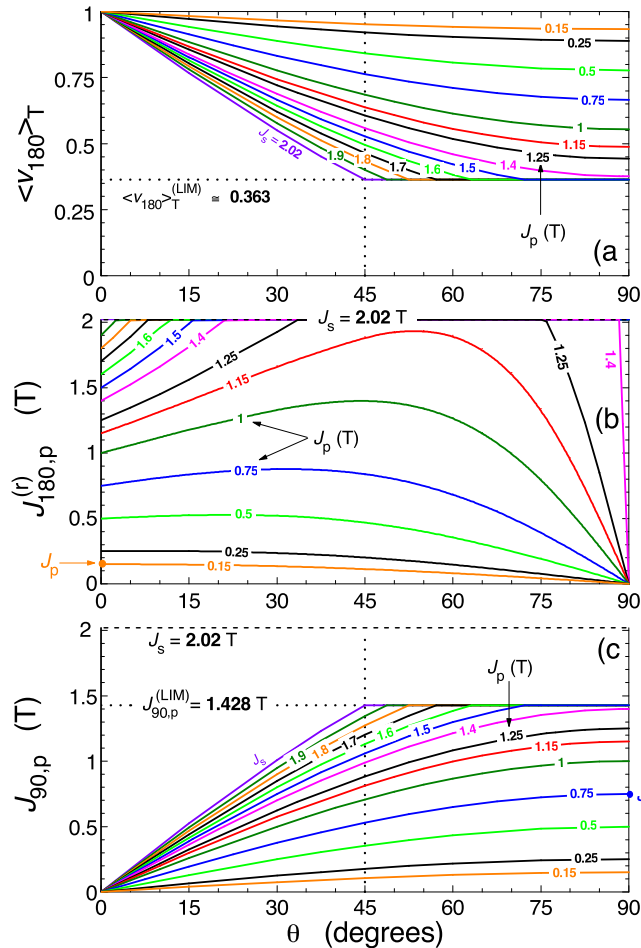 1
0.15
0.25
0.75
0.5
0.75
<v₁₈₀>_T
0.5
1
1.15
J_s = 2.02
1.9
1.8
1.7
1.6
1.5
1.4
1.25
<v₁₈₀>_T^(LIM) ≅ 0.363
0.25
J_p (T)
(a
0
0 15 30 45 60 75 90
2
J_s = 2.02 T
1.6
1.5
1.4
1.25
1.15
1.25
1.4
1.5
J_180,p^(r) (T)
(b)
1
1
J_p (T)
0.75
0.5
0.5
0.25
J_p
0.15
0
0 15 30 45 60 75 90
2
J_s = 2.02 T
(c
J_90,p^(LIM) = 1.428 T
J_p (T)
1.5
J_90,p (T)
J_s
1.9
1.8
1.7
1.6
1.5
1.4
1.25
1.15
1
1
0.75
0.5
0.5
0.25
0.15
0
0 15 30 45 60 75 90
θ (degrees)